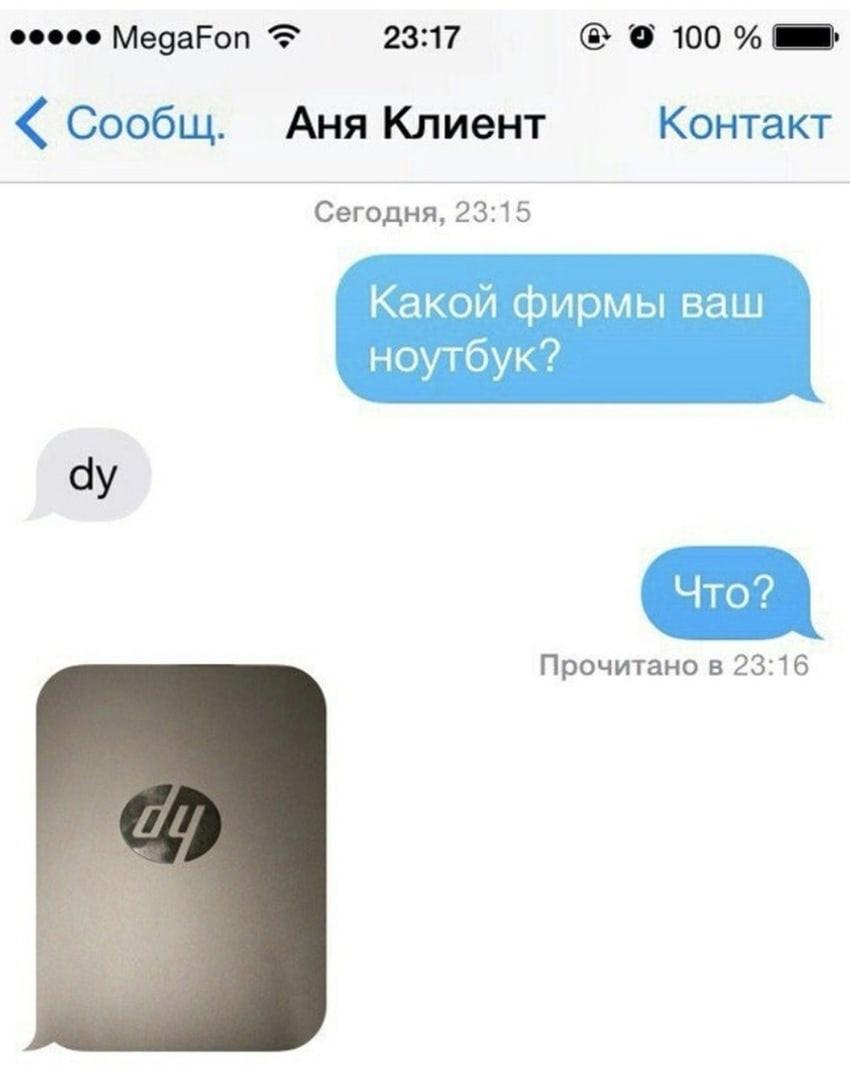 MegaFon 23:17 100 %
Сообщ. Аня Клиент Контакт
Сегодня, 23:15
Какой фирмы ваш
ноутбук?
dy
Что?
Прочитано в 23:16
dy